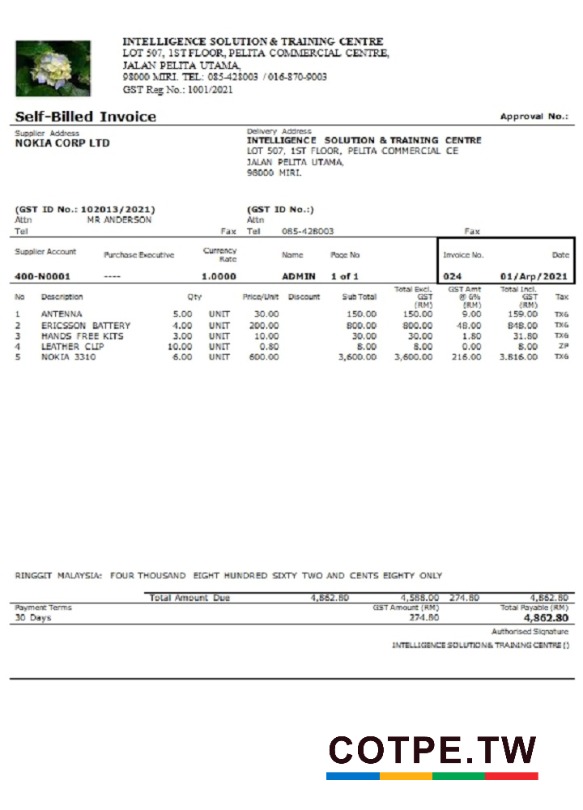 INTELLIGENCE SOLUTION & TRAINING CENTRE
LOT 507, 1ST FLOOR, PELITA COMMERCIAL CENTRE,
JALAN PELITA UTAMA,
98000 MIRI. TEL: 085-428003 / 016-870-9003
GST Reg No.: 1001/2021
Self-Billed Invoice Approval No.:
Supplier Address Delivery Address
NOKIA CORP LTD INTELLIGENCE SOLUTION & TRAINING CENTRE
LOT 507, 1ST FLOOR, PELITA COMMERCIAL CE
JALAN PELITA UTAMA,
98000 MIRI.
(GST ID No.: 102013/2021) (GST ID No.:)
Attn MR ANDERSON Attn
Tel Fax Tel 085-428003 Fax
Supplier Account Purchase Executive Currency Rate Name Page No Invoice No. Date
400-N0001 ---- 1.0000 ADMIN 1 of 1 024 01/Arp/2021
No Description Qty Price/Unit Discount Sub Total Total Excl. GST (RM) GST Amt @ 6% (RM) Total Incl. GST (RM) Tax
1 ANTENNA 5.00 UNIT 30.00 150.00 150.00 9.00 159.00 TX6
2 ERICSSON BATTERY 4.00 UNIT 200.00 800.00 800.00 48.00 848.00 TX6
3 HANDS FREE KITS 3.00 UNIT 10.00 30.00 30.00 1.80 31.80 TX6
4 LEATHER CLIP 10.00 UNIT 0.80 8.00 8.00 0.00 8.00 ZP
5 NOKIA 3310 6.00 UNIT 600.00 3,600.00 3,600.00 216.00 3,816.00 TX6
RINGGIT MALAYSIA: FOUR THOUSAND EIGHT HUNDRED SIXTY TWO AND CENTS EIGHTY ONLY
Total Amount Due 4,862.80 4,588.00 274.80 4,862.80
Payment Terms GST Amount (RM) Total Payable (RM)
30 Days 274.80 4,862.80
Authorised Signature
INTELLIGENCE SOLUTION & TRAINING CENTRE ()
COTPE.TW